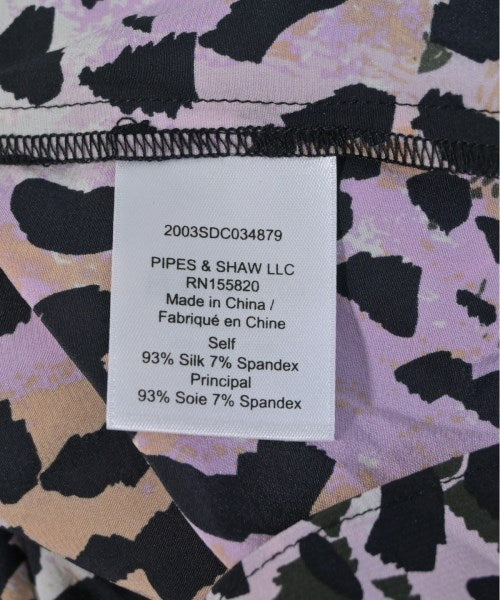 2003SDC034879
PIPES & SHAW LLC
RN155820
Made in China /
Fabriqué en Chine
Self
93% Silk 7% Spandex
Principal
93% Soie 7% Spandex